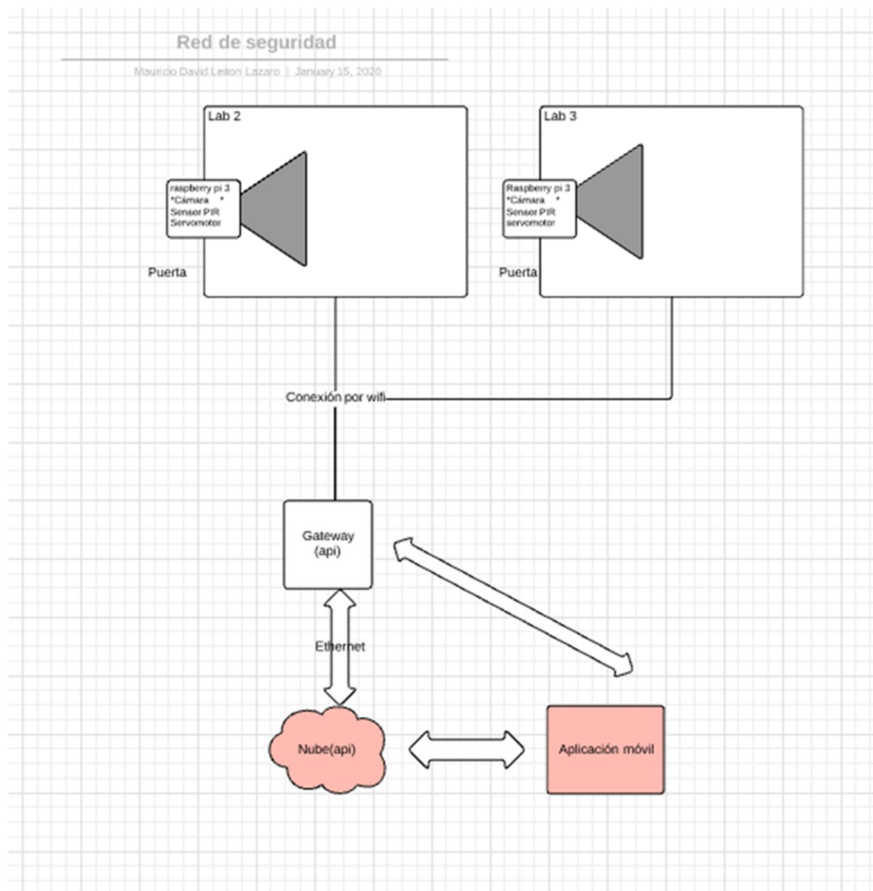 Red de seguridad
Mauricio David Leiton Lazaro | January 15, 2020
Lab 2
Lab 3
raspberry pi 3
*Cámara *
Sensor PIR
Servomotor
Raspberry pi 3
*Cámara *
Sensor PIR
servomotor
Puerta
Puerta
Conexión por wifi
Gateway
(api)
Ethernet
Nube(api)
Aplicación móvil